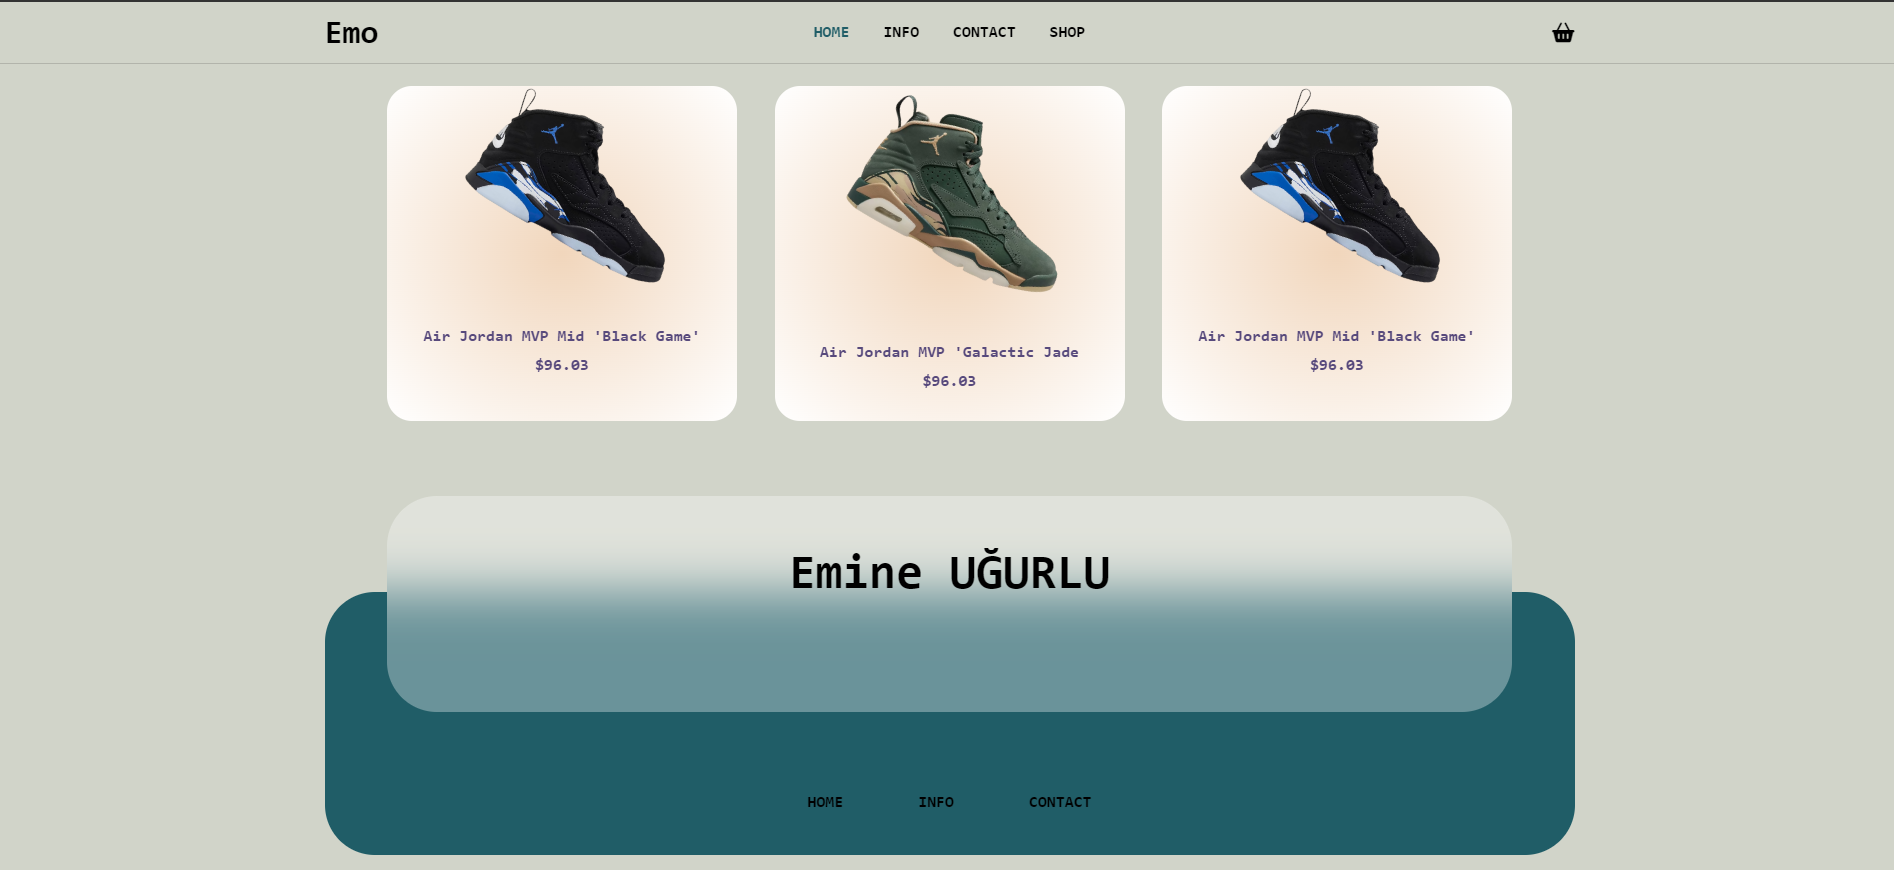 Emo
HOME INFO CONTACT SHOP
Air Jordan MVP Mid 'Black Game'
$96.03
Air Jordan MVP 'Galactic Jade
$96.03
Air Jordan MVP Mid 'Black Game'
$96.03
Emine UĞURLU
HOME INFO CONTACT